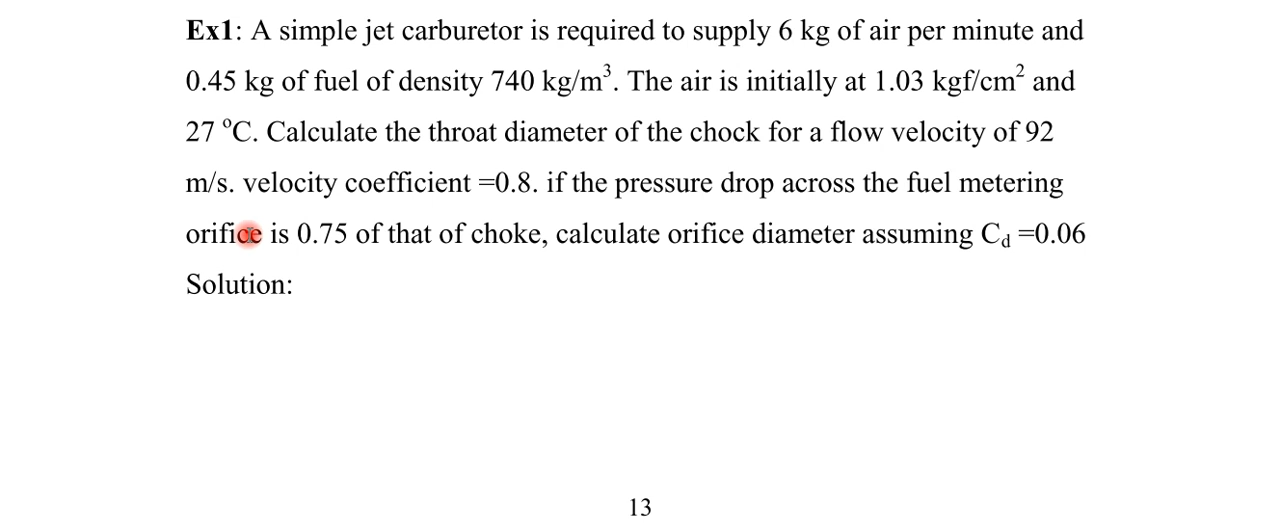 Ex1: A simple jet carburetor is required to supply 6 kg of air per minute and
0.45 kg of fuel of density 740 kg/m³. The air is initially at 1.03 kgf/cm² and
27 °C. Calculate the throat diameter of the chock for a flow velocity of 92
m/s. velocity coefficient =0.8. if the pressure drop across the fuel metering
orifice is 0.75 of that of choke, calculate orifice diameter assuming Cd =0.06
Solution:
13